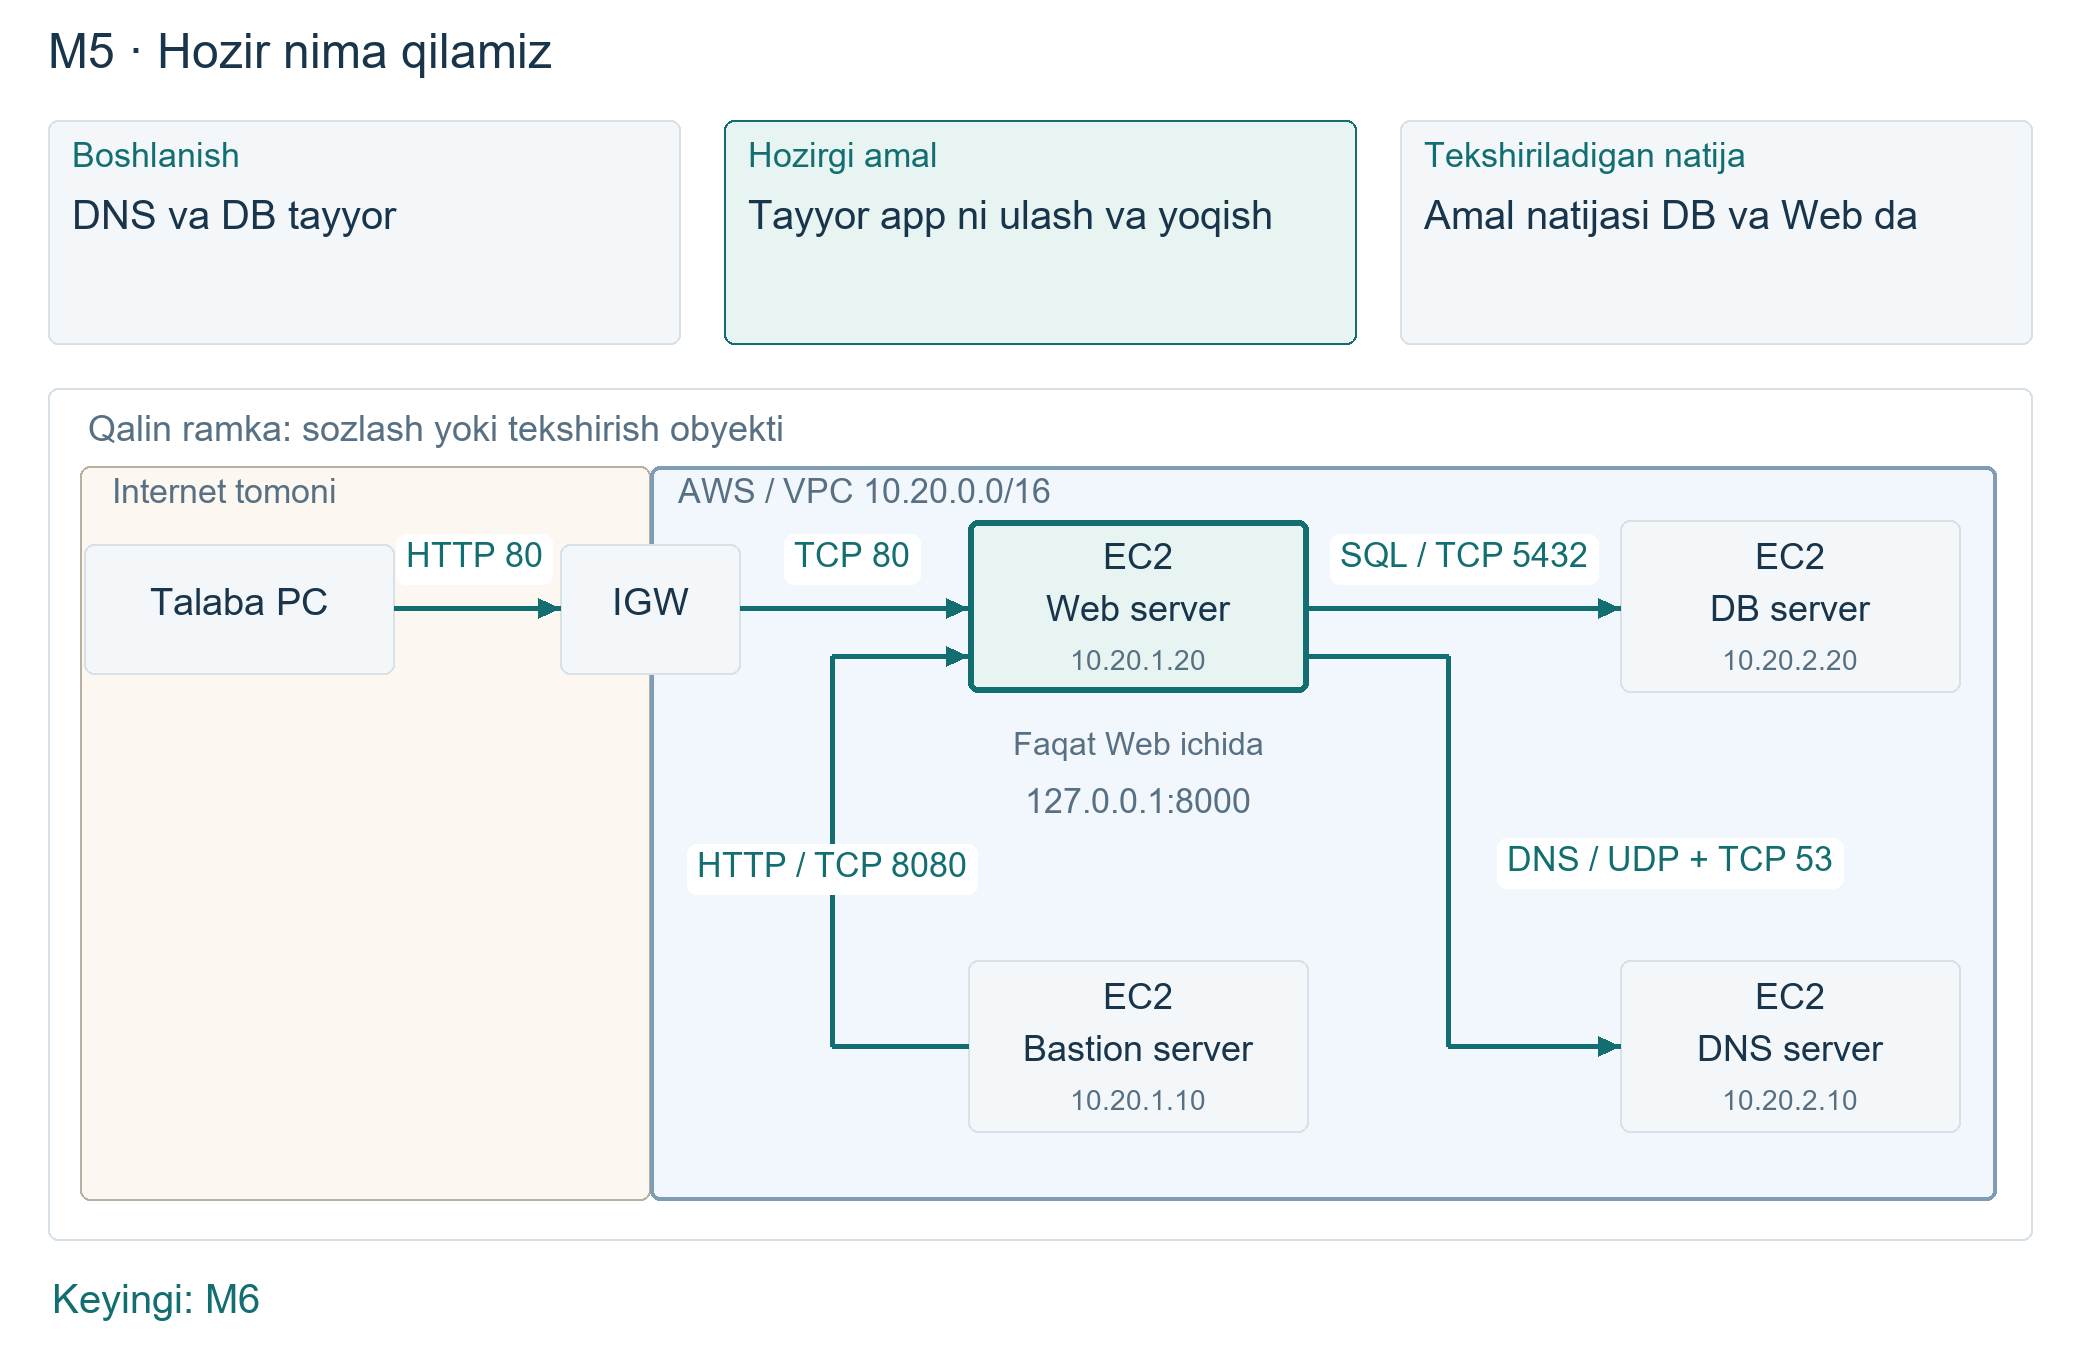 M5 · Hozir nima qilamiz
Boshlanish
DNS va DB tayyor
Hozirgi amal
Tayyor app ni ulash va yoqish
Tekshiriladigan natija
Amal natijasi DB va Web da
Qalin ramka: sozlash yoki tekshirish obyekti
Internet tomoni
AWS / VPC 10.20.0.0/16
Talaba PC
HTTP 80
IGW
TCP 80
EC2
Web server
10.20.1.20
SQL / TCP 5432
EC2
DB server
10.20.2.20
Faqat Web ichida
127.0.0.1:8000
HTTP / TCP 8080
DNS / UDP + TCP 53
EC2
Bastion server
10.20.1.10
EC2
DNS server
10.20.2.10
Keyingi: M6